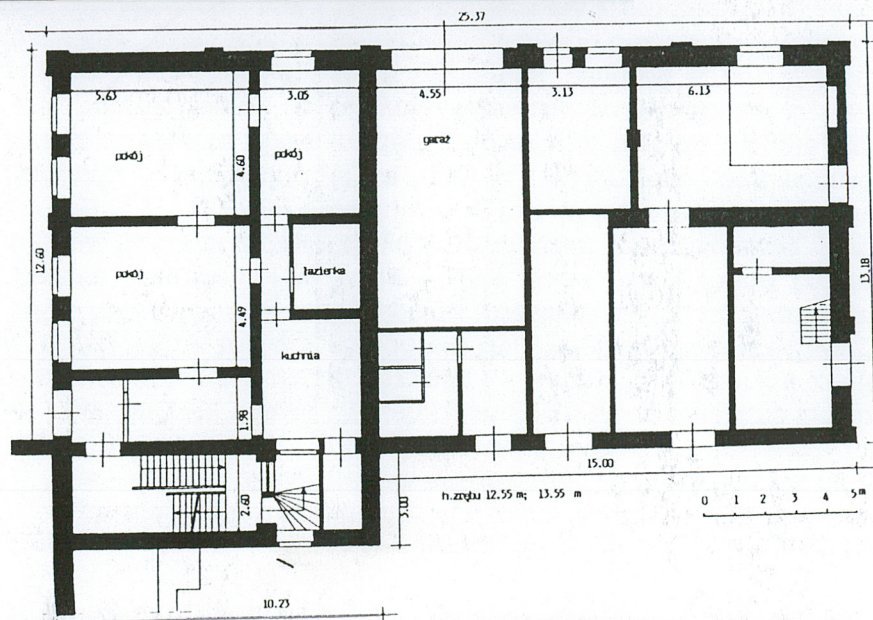 25.37
5.63
3.05
4.55
3.13
6.13
pokój
4.60
pokój
garaż
12.60
pokój
łazienka
13.18
4.49
kuchnia
1.98
15.00
2.60
3.00
h.zrębu 12.55 m; 13.55 m
0 1 2 3 4 5 m
10.23